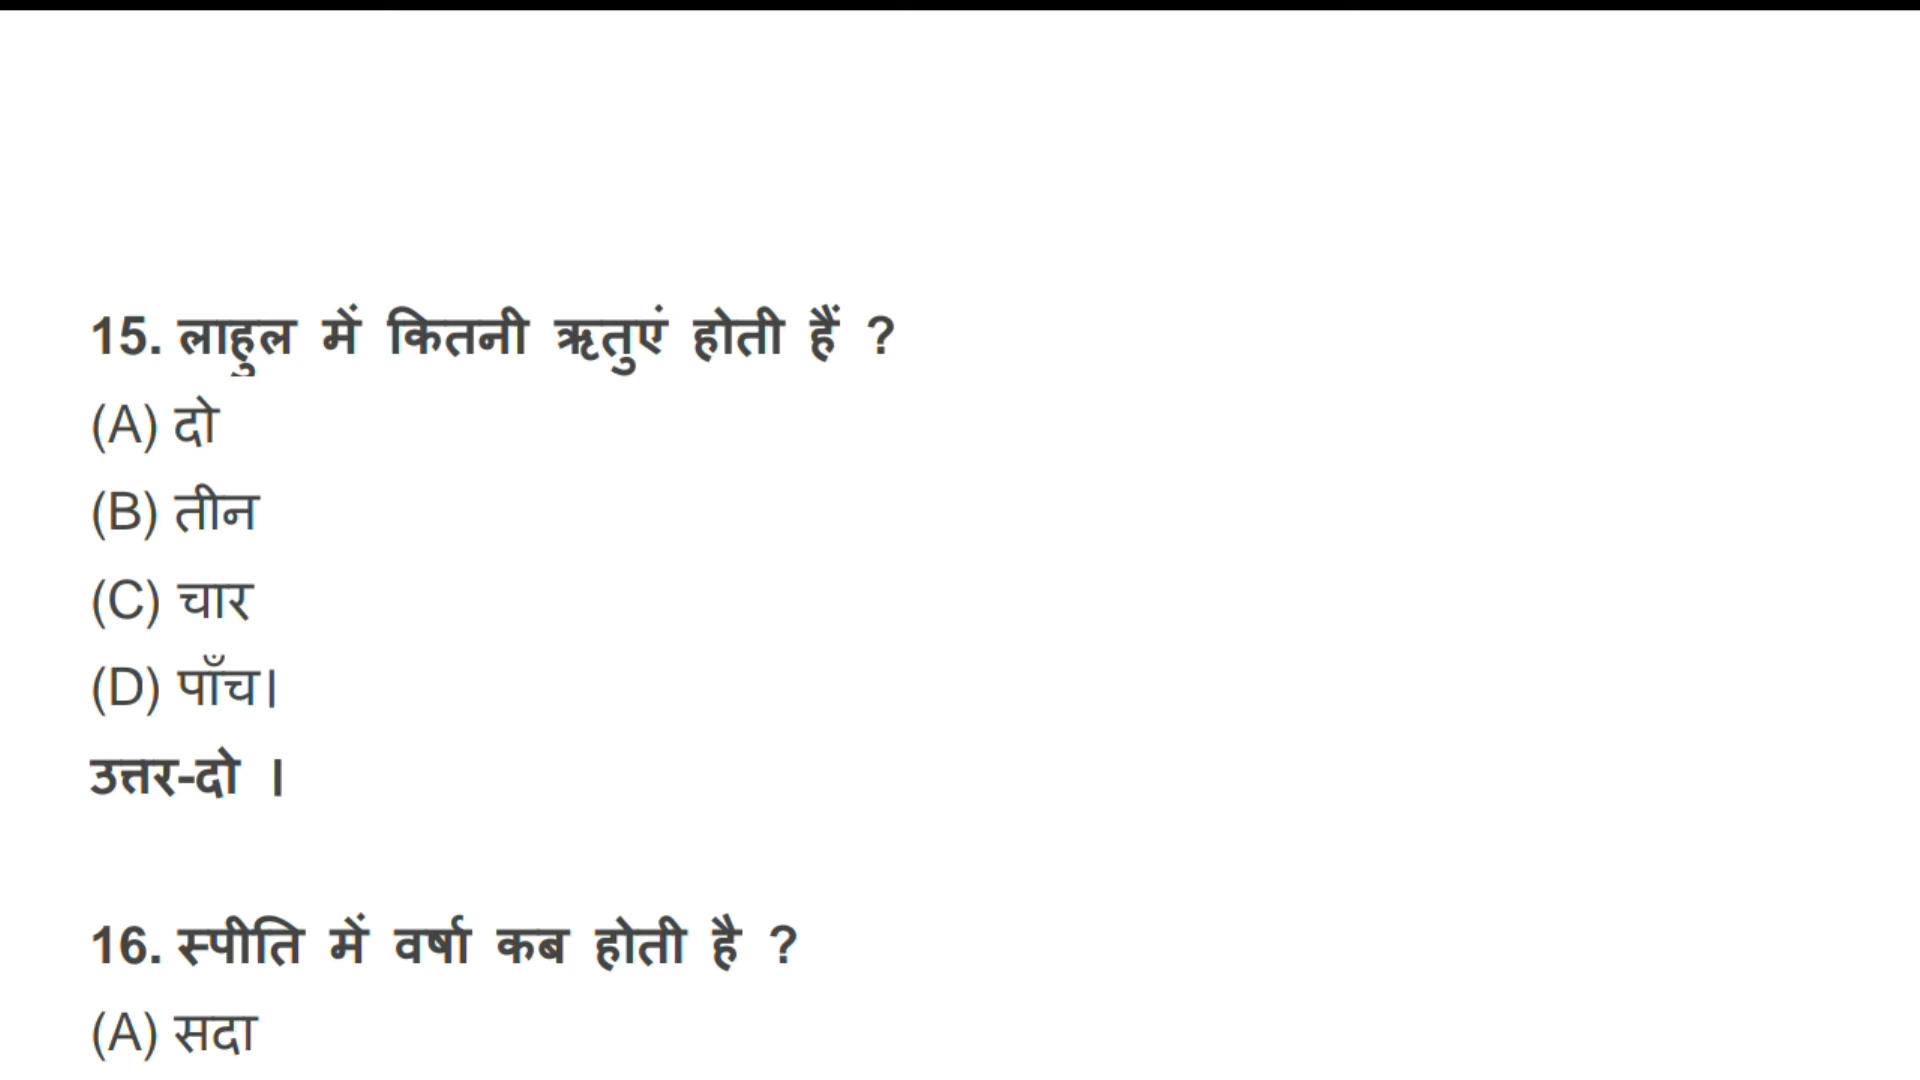 15. लाहुल में कितनी ऋतुएं होती हैं ?
(A) दो
(B) तीन
(C) चार
(D) पाँच।
उत्तर-दो ।
16. स्पीति में वर्षा कब होती है ?
(A) सदा